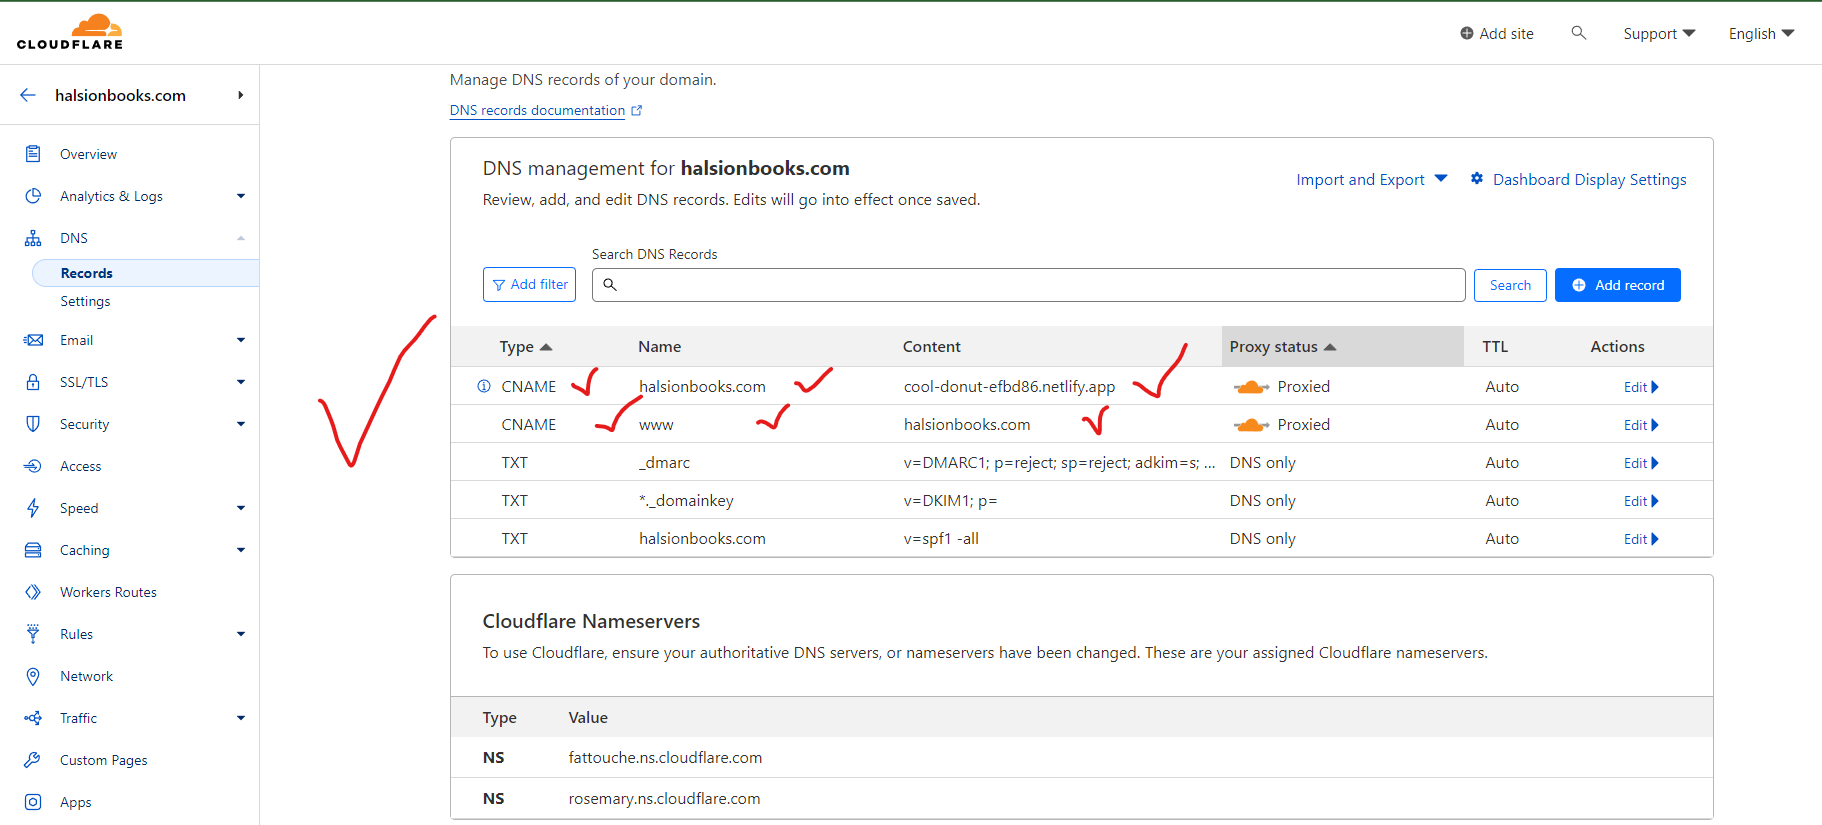 CLOUDFLARE
Add site
Support
English
halsionbooks.com
Overview
Analytics & Logs
DNS
Records
Settings
Email
SSL/TLS
Security
Access
Speed
Caching
Workers Routes
Rules
Network
Traffic
Custom Pages
Apps
Manage DNS records of your domain.
DNS records documentation
DNS management for halsionbooks.com
Review, add, and edit DNS records. Edits will go into effect once saved.
Import and Export
Dashboard Display Settings
Search DNS Records
Add filter
Search
Add record
Type Name Content Proxy status TTL Actions
CNAME halsionbooks.com cool-donut-efbd86.netlify.app Proxied Auto Edit
CNAME www halsionbooks.com Proxied Auto Edit
TXT _dmarc v=DMARC1; p=reject; sp=reject; adkim=s; ... DNS only Auto Edit
TXT *._domainkey v=DKIM1; p= DNS only Auto Edit
TXT halsionbooks.com v=spf1 -all DNS only Auto Edit
Cloudflare Nameservers
To use Cloudflare, ensure your authoritative DNS servers, or nameservers have been changed. These are your assigned Cloudflare nameservers.
Type Value
NS fattouche.ns.cloudflare.com
NS rosemary.ns.cloudflare.com